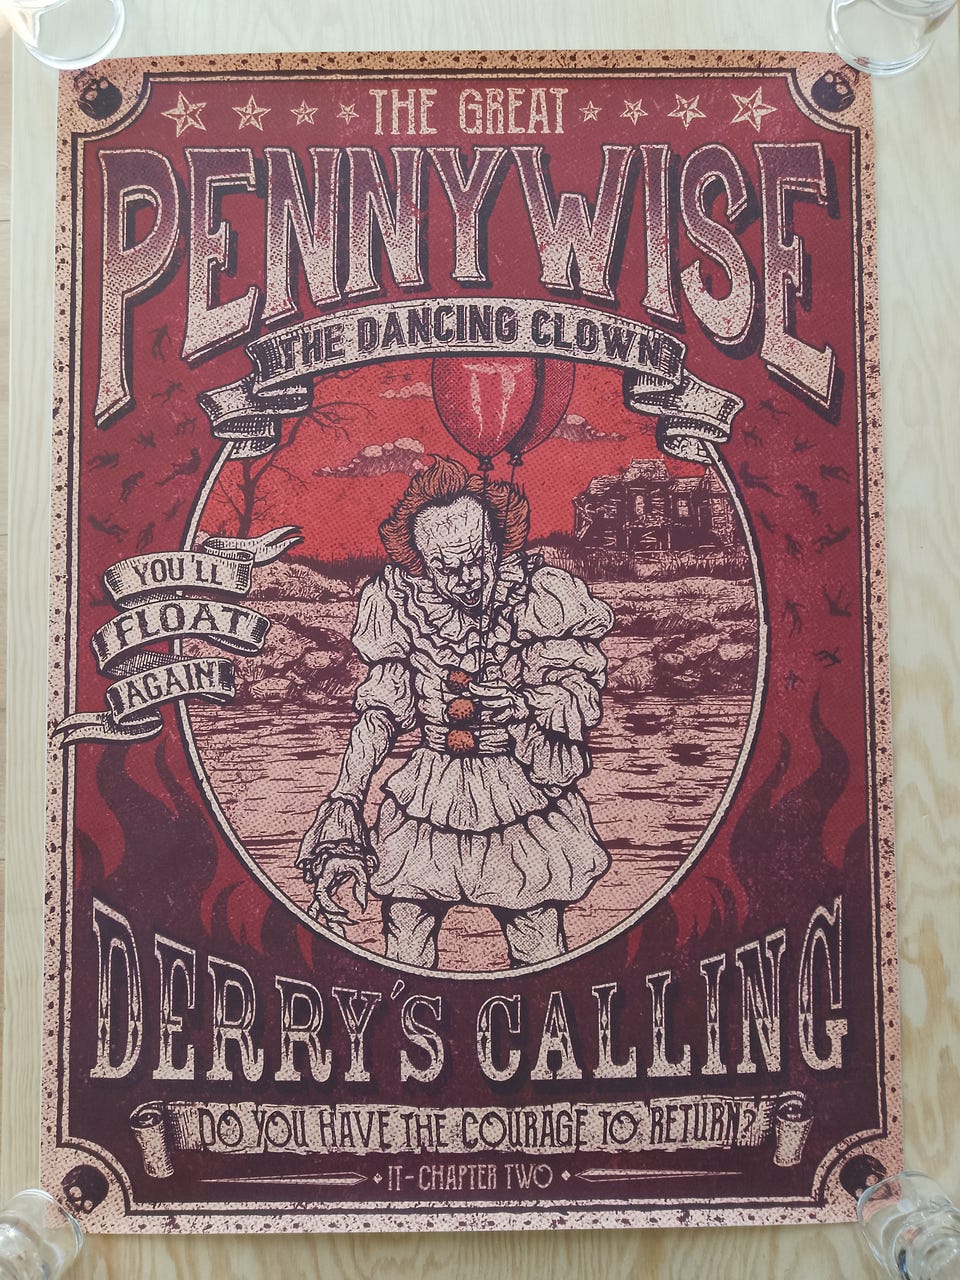 THE GREAT
PENNYWISE
THE DANCING CLOWN
IT
YOU'LL
FLOAT
AGAIN
DERRY'S CALLING
DO YOU HAVE THE COURAGE TO RETURN?
IT - CHAPTER TWO